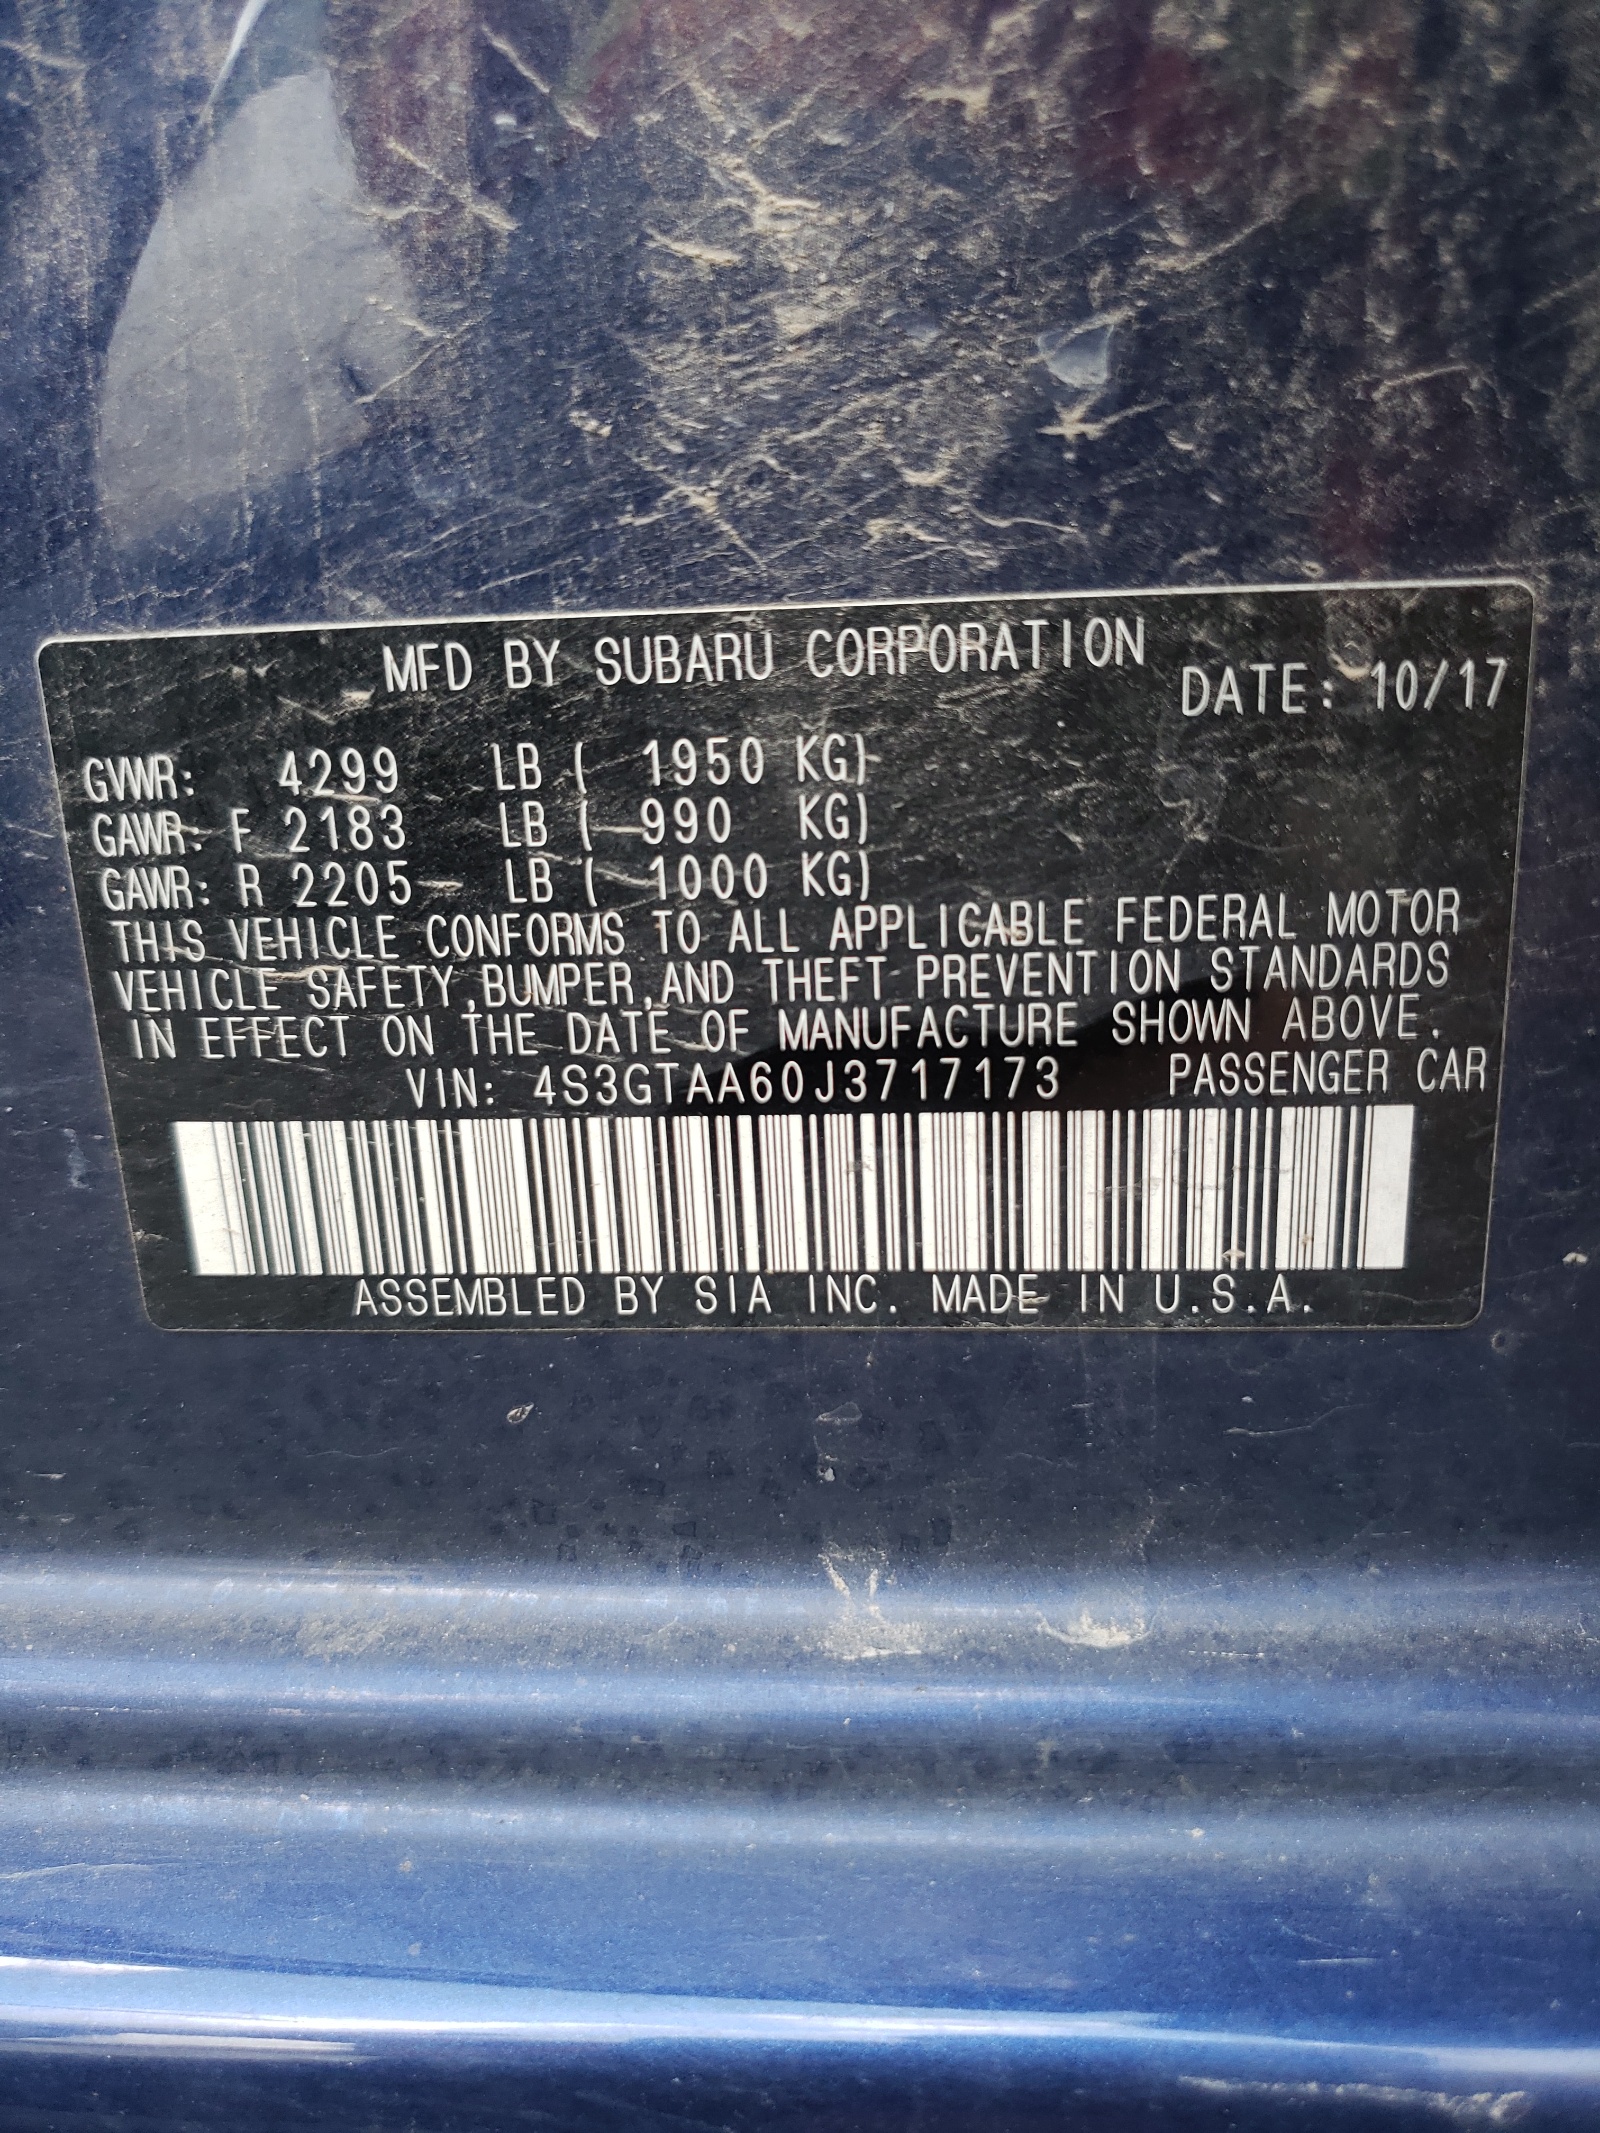 MFD BY SUBARU CORPORATION
DATE: 10/17
GVWR: 4299 LB ( 1950 KG)
GAWR: F 2183 LB ( 990 KG)
GAWR: R 2205 LB ( 1000 KG)
THIS VEHICLE CONFORMS TO ALL APPLICABLE FEDERAL MOTOR
VEHICLE SAFETY,BUMPER,AND THEFT PREVENTION STANDARDS
IN EFFECT ON THE DATE OF MANUFACTURE SHOWN ABOVE.
VIN: 4S3GTAA60J3717173 PASSENGER CAR
ASSEMBLED BY SIA INC. MADE IN U.S.A.